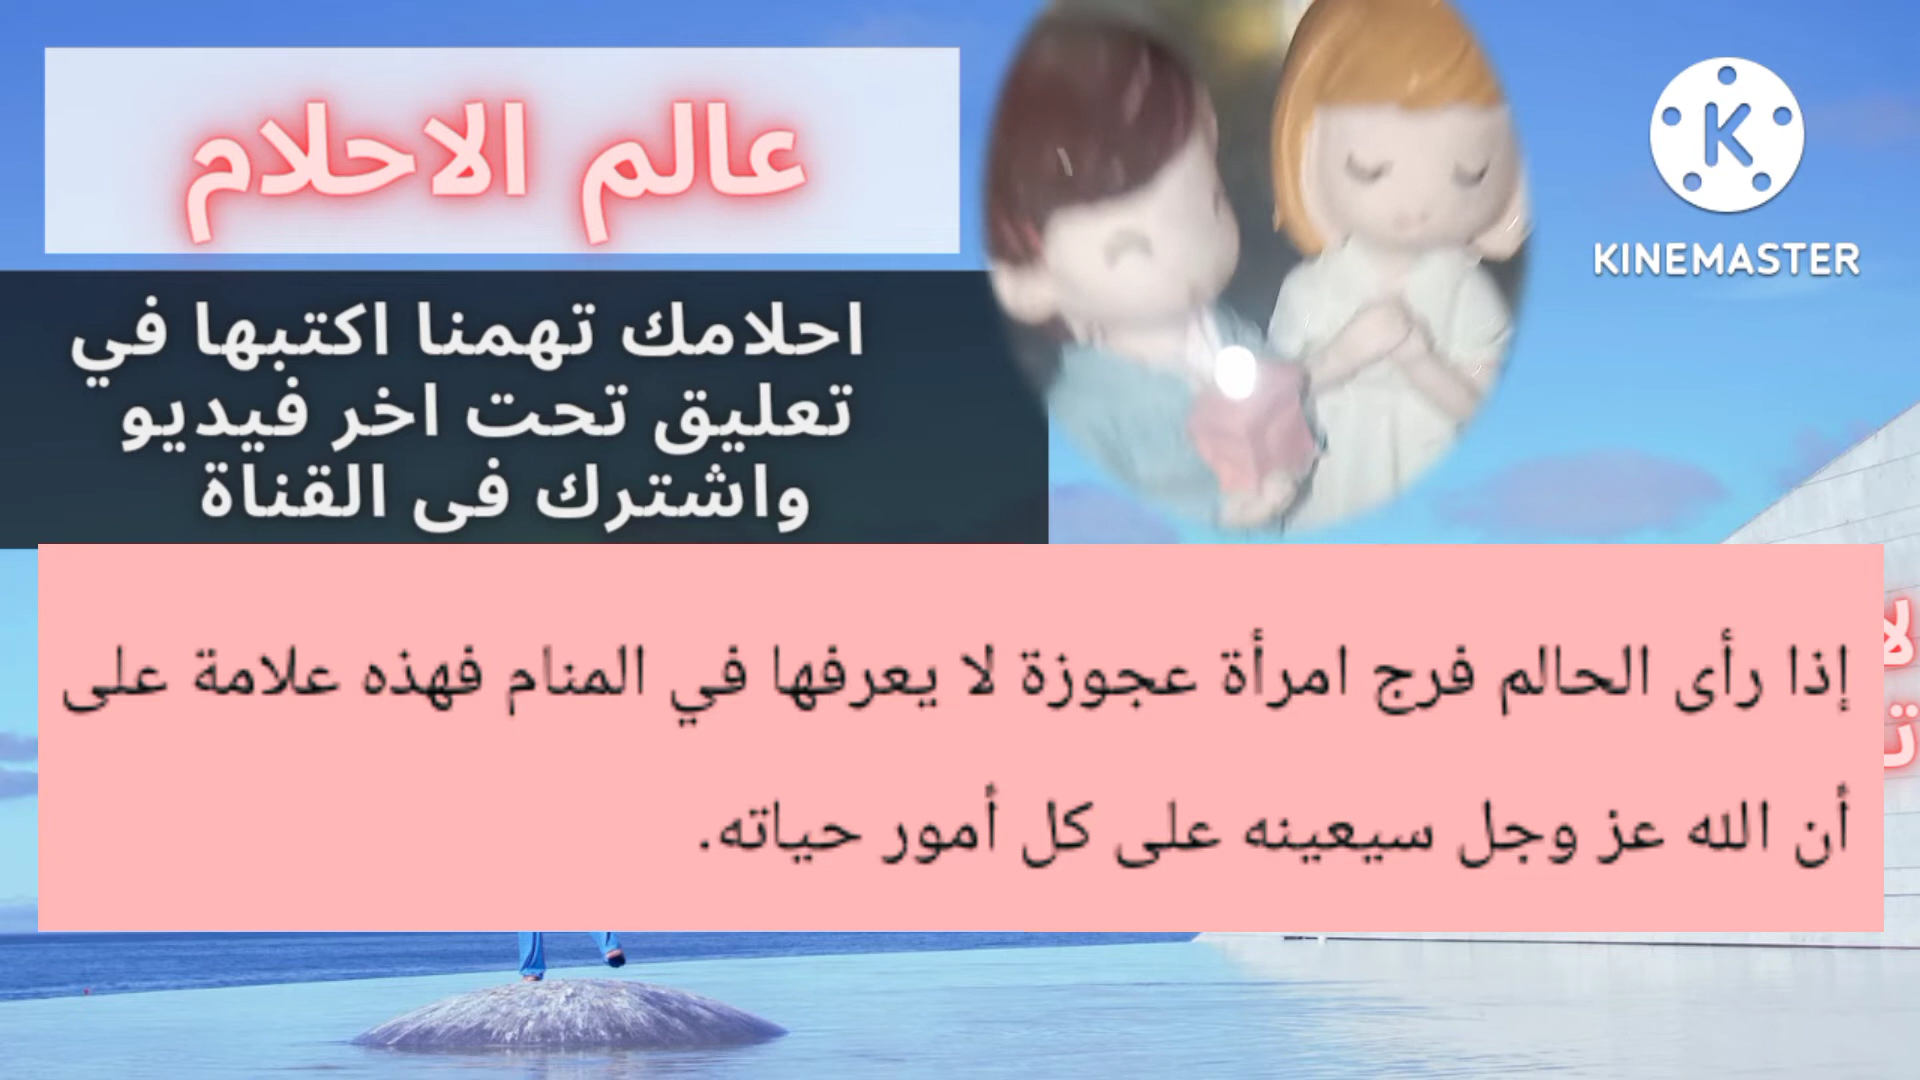 عالم الاحلام
KINEMASTER
احلامك تهمنا اكتبها في
تعليق تحت اخر فيديو
واشترك فى القناة
إذا رأى الحالم فرج امرأة عجوزة لا يعرفها في المنام فهذه علامة على
أن الله عز وجل سيعينه على كل أمور حياته.